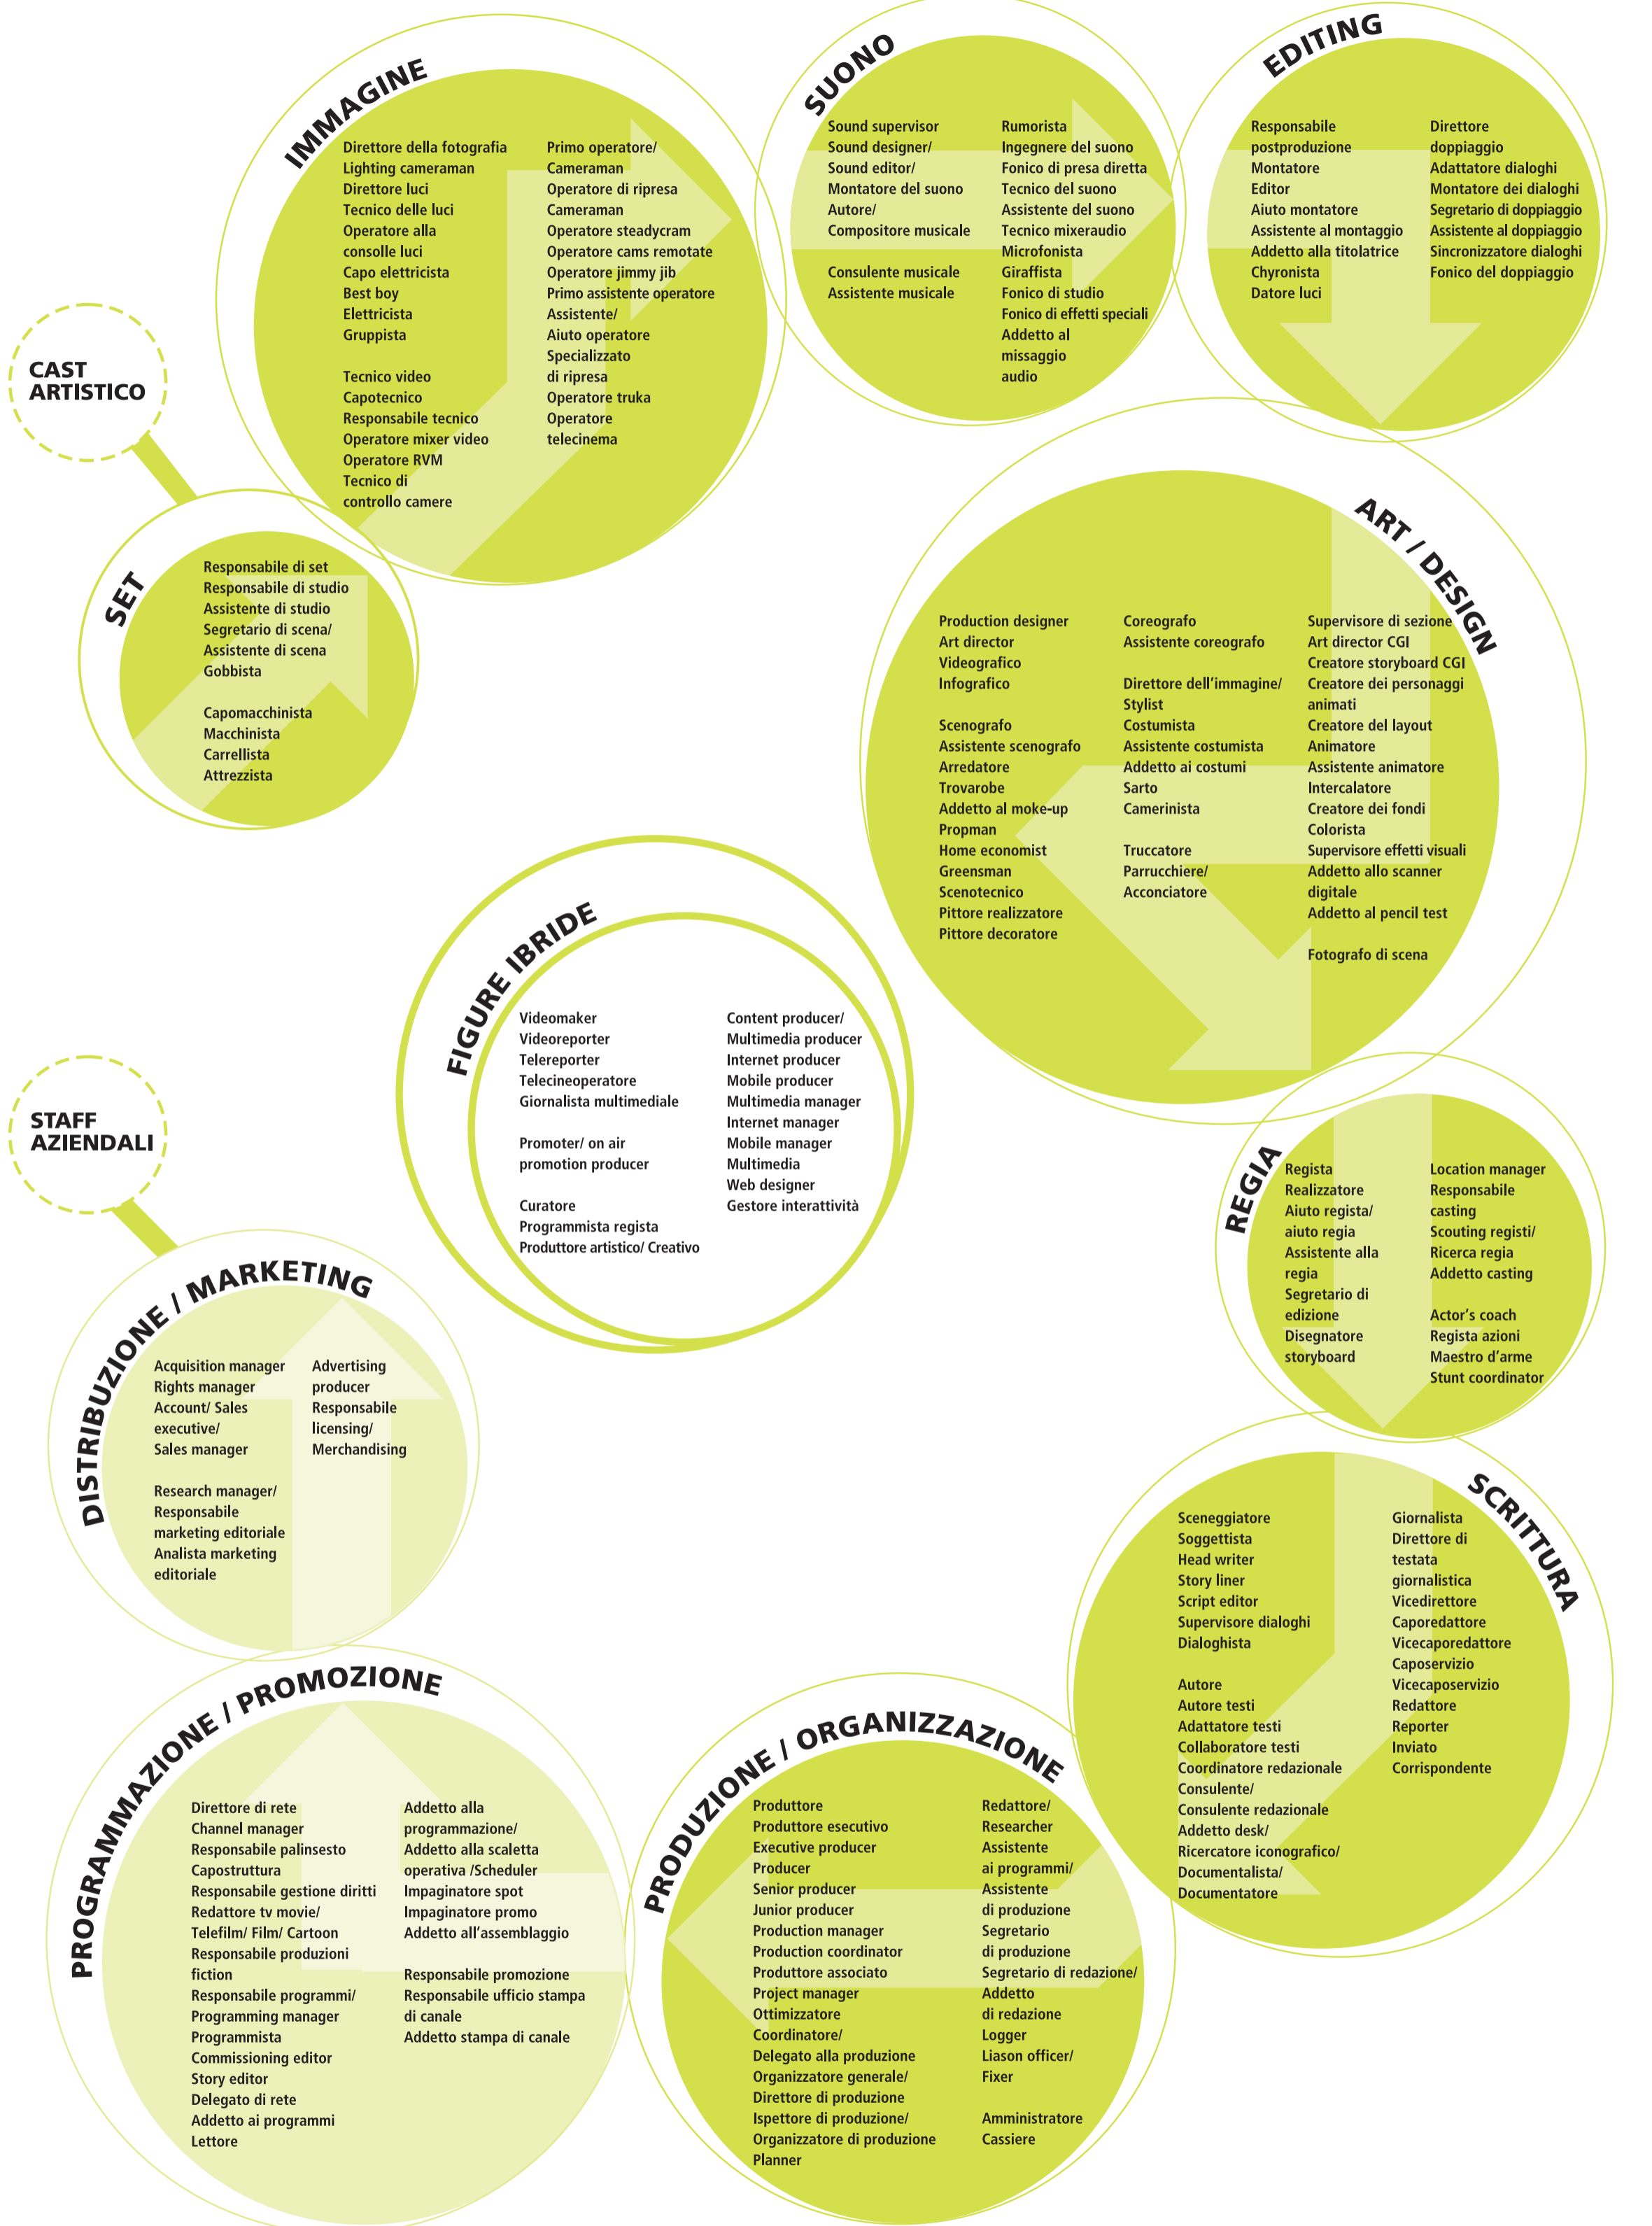 IMMAGINE
Direttore della fotografia
Lighting cameraman
Direttore luci
Tecnico delle luci
Operatore alla
consolle luci
Capo elettricista
Best boy
Elettricista
Gruppista
Tecnico video
Capotecnico
Responsabile tecnico
Operatore mixer video
Operatore RVM
Tecnico di
controllo camere
Primo operatore/
Cameraman
Operatore di ripresa
Cameraman
Operatore steadycram
Operatore cams remotate
Operatore jimmy jib
Primo assistente operatore
Assistente/
Aiuto operatore
Specializzato
di ripresa
Operatore truka
Operatore
telecinema
SUONO
Sound supervisor
Sound designer/
Sound editor/
Montatore del suono
Autore/
Compositore musicale
Consulente musicale
Assistente musicale
Rumorista
Ingegnere del suono
Fonico di presa diretta
Tecnico del suono
Assistente del suono
Tecnico mixeraudio
Microfonista
Giraffista
Fonico di studio
Fonico di effetti speciali
Addetto al
missaggio
audio
EDITING
Responsabile
postproduzione
Montatore
Editor
Aiuto montatore
Assistente al montaggio
Addetto alla titolatrice
Chyronista
Datore luci
Direttore
doppiaggio
Adattatore dialoghi
Montatore dei dialoghi
Segretario di doppiaggio
Assistente al doppiaggio
Sincronizzatore dialoghi
Fonico del doppiaggio
CAST
ARTISTICO
SET
Responsabile di set
Responsabile di studio
Assistente di studio
Segretario di scena/
Assistente di scena
Gobbista
Capomacchinista
Macchinista
Carrellista
Attrezzista
ART / DESIGN
Production designer
Art director
Videografico
Infografico
Scenografo
Assistente scenografo
Arredatore
Trovarobe
Addetto al moke-up
Propman
Home economist
Greensman
Scenotecnico
Pittore realizzatore
Pittore decoratore
Coreografo
Assistente coreografo
Direttore dell'immagine/
Stylist
Costumista
Assistente costumista
Addetto ai costumi
Sarto
Camerinista
Truccatore
Parrucchiere/
Acconciatore
Supervisore di sezione
Art director CGI
Creatore storyboard CGI
Creatore dei personaggi
animati
Creatore del layout
Animatore
Assistente animatore
Intercalatore
Creatore dei fondi
Colorista
Supervisore effetti visuali
Addetto allo scanner
digitale
Addetto al pencil test
Fotografo di scena
FIGURE IBRIDE
Videomaker
Videoreporter
Telereporter
Telecineoperatore
Giornalista multimediale
Promoter/ on air
promotion producer
Curatore
Programmista regista
Produttore artistico/ Creativo
Content producer/
Multimedia producer
Internet producer
Mobile producer
Multimedia manager
Internet manager
Mobile manager
Multimedia
Web designer
Gestore interattività
STAFF
AZIENDALI
REGIA
Regista
Realizzatore
Aiuto regista/
aiuto regia
Assistente alla
regia
Segretario di
edizione
Disegnatore
storyboard
Location manager
Responsabile
casting
Scouting registi/
Ricerca regia
Addetto casting
Actor's coach
Regista azioni
Maestro d'arme
Stunt coordinator
DISTRIBUZIONE / MARKETING
Acquisition manager
Rights manager
Account/ Sales
executive/
Sales manager
Research manager/
Responsabile
marketing editoriale
Analista marketing
editoriale
Advertising
producer
Responsabile
licensing/
Merchandising
SCRITTURA
Sceneggiatore
Soggettista
Head writer
Story liner
Script editor
Supervisore dialoghi
Dialoghista
Autore
Autore testi
Adattatore testi
Collaboratore testi
Coordinatore redazionale
Consulente/
Consulente redazionale
Addetto desk/
Ricercatore iconografico/
Documentalista/
Documentatore
Giornalista
Direttore di
testata
giornalistica
Vicedirettore
Caporedattore
Vicecaporedattore
Caposervizio
Vicecaposervizio
Redattore
Reporter
Inviato
Corrispondente
PROGRAMMAZIONE / PROMOZIONE
Direttore di rete
Channel manager
Responsabile palinsesto
Capostruttura
Responsabile gestione diritti
Redattore tv movie/
Telefilm/ Film/ Cartoon
Responsabile produzioni
fiction
Responsabile programmi/
Programming manager
Programmista
Commissioning editor
Story editor
Delegato di rete
Addetto ai programmi
Lettore
Addetto alla
programmazione/
Addetto alla scaletta
operativa /Scheduler
Impaginatore spot
Impaginatore promo
Addetto all'assemblaggio
Responsabile promozione
Responsabile ufficio stampa
di canale
Addetto stampa di canale
PRODUZIONE / ORGANIZZAZIONE
Produttore
Produttore esecutivo
Executive producer
Producer
Senior producer
Junior producer
Production manager
Production coordinator
Produttore associato
Project manager
Ottimizzatore
Coordinatore/
Delegato alla produzione
Organizzatore generale/
Direttore di produzione
Ispettore di produzione/
Organizzatore di produzione
Planner
Redattore/
Researcher
Assistente
ai programmi/
Assistente
di produzione
Segretario
di produzione
Segretario di redazione/
Addetto
di redazione
Logger
Liason officer/
Fixer
Amministratore
Cassiere